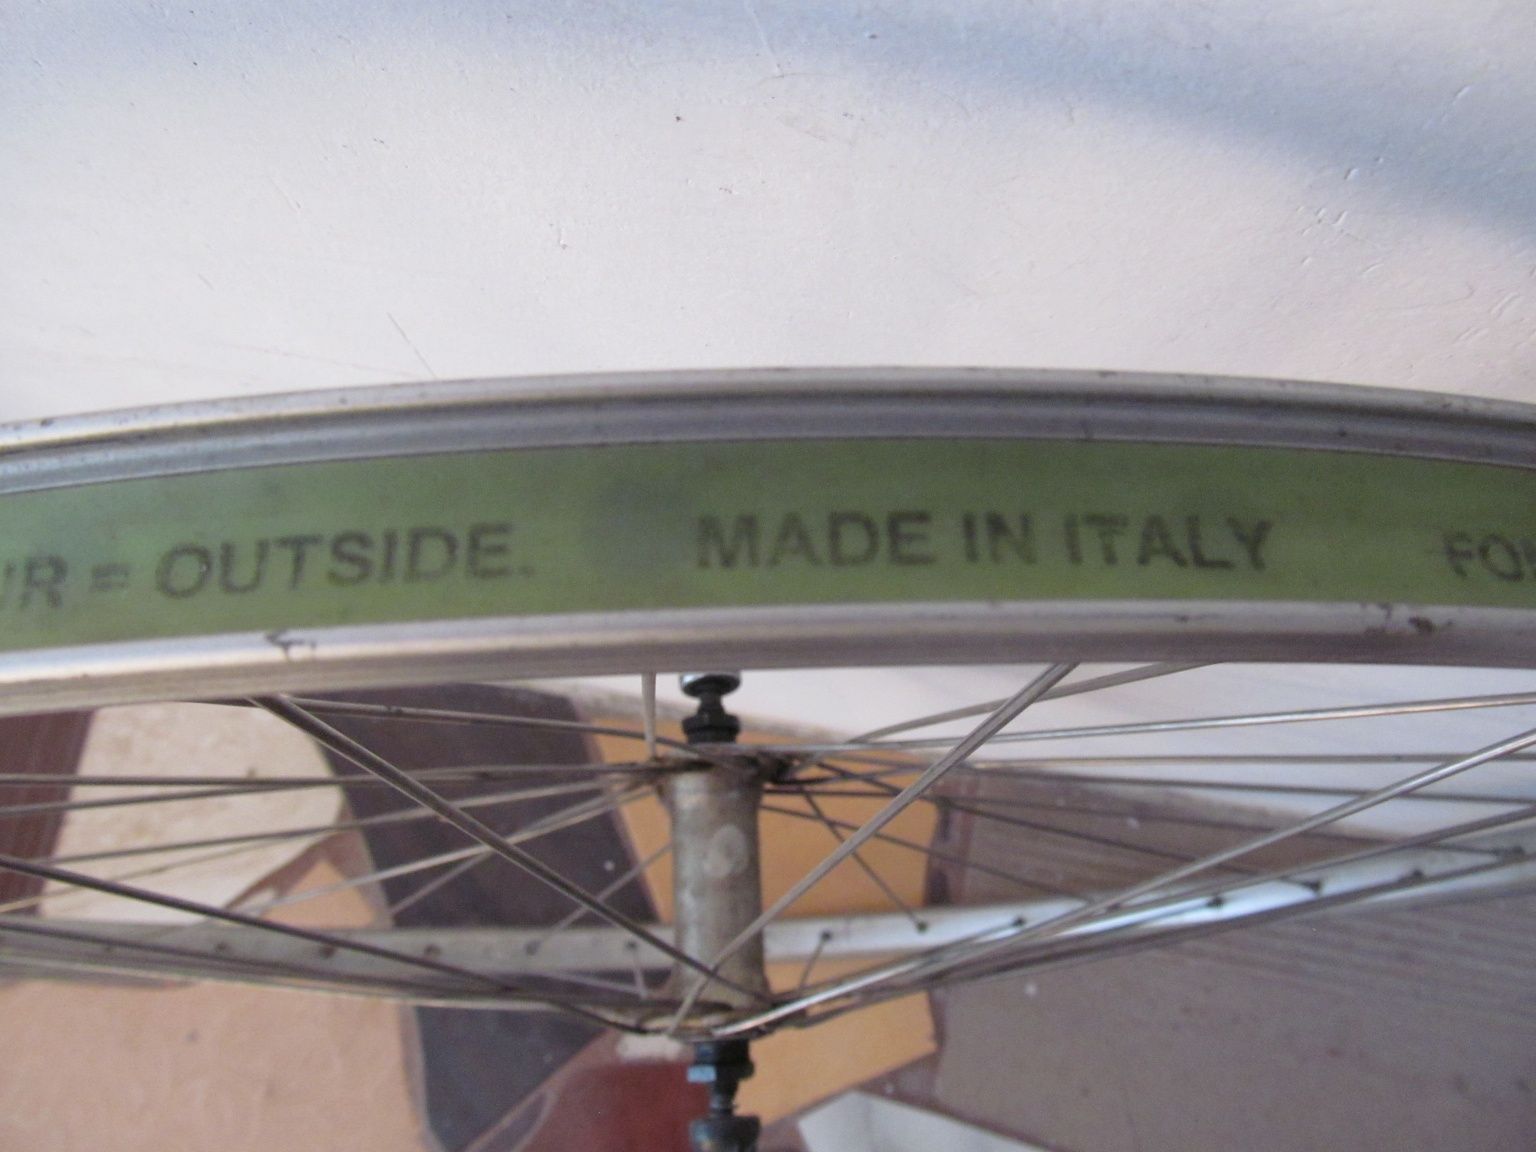 = OUTSIDE. MADE IN ITALY